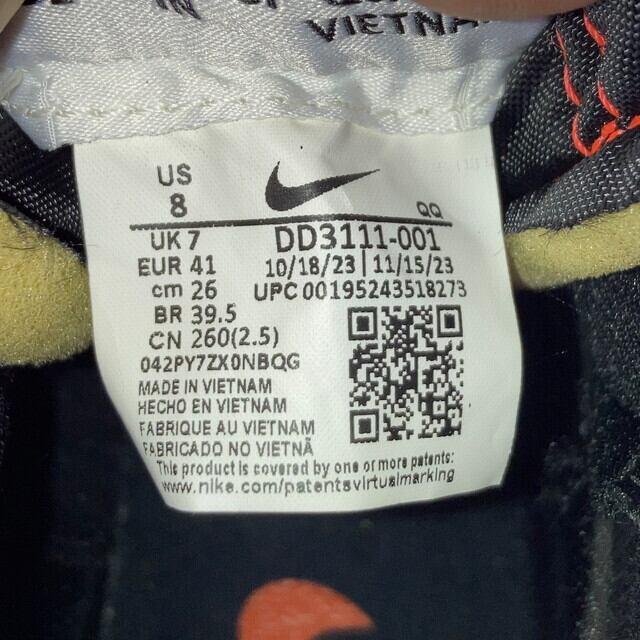 VIETNA
US
8
QQ
UK 7
DD3111-001
EUR 41
10/18/23 | 11/15/23
cm 26
UPC 00195243518273
BR 39.5
CN 260(2.5)
042PY7ZX0NBQG
MADE IN VIETNAM
HECHO EN VIETNAM
FABRIQUE AU VIETNAM
FABRICADO NO VIETNÃ
This product is covered by one or more patents:
www.nike.com/patentsvirtualmarking